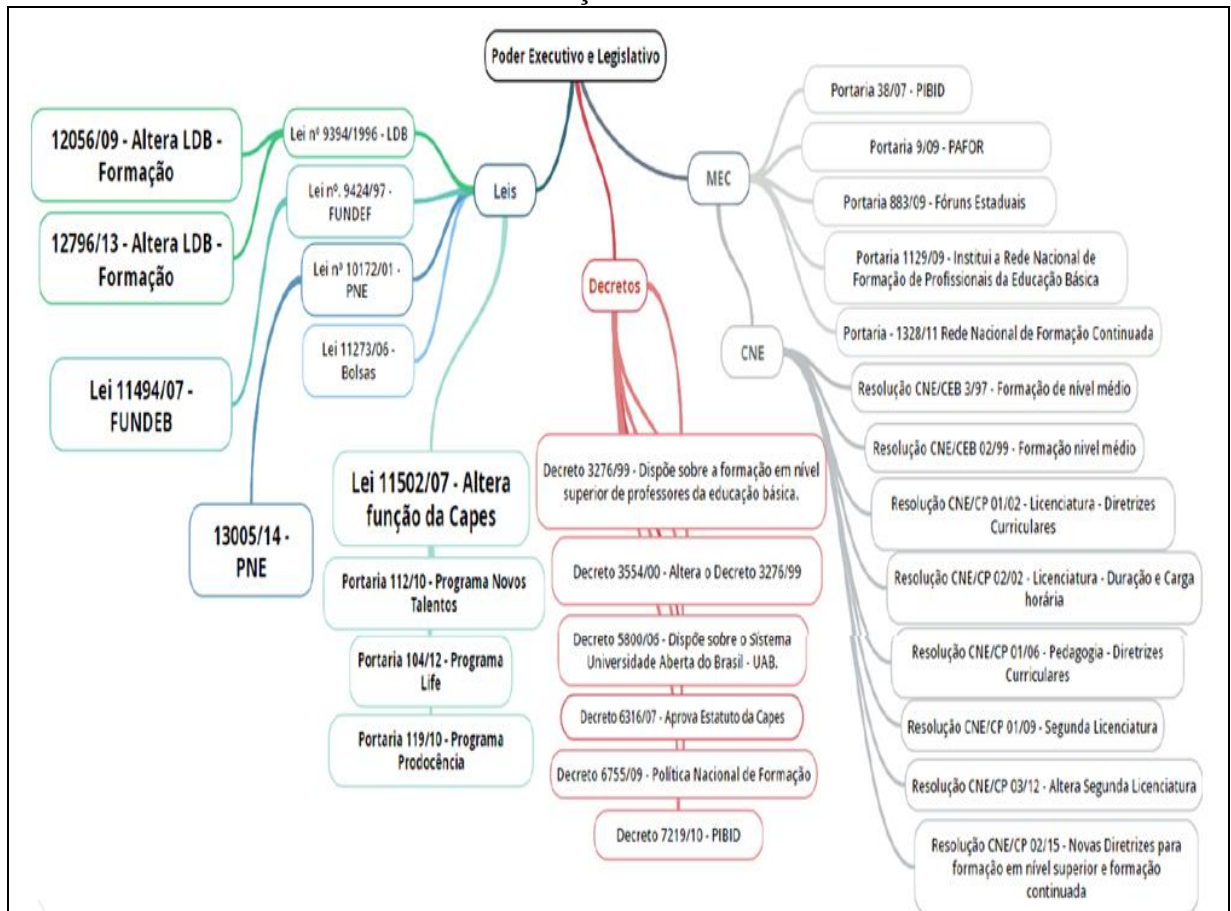 Poder Executivo e Legislativo
12056/09 - Altera LDB -
Formação
12796/13 - Altera LDB -
Formação
Lei 11494/07 -
FUNDEB
13005/14 -
PNE
Lei nº 9394/1996 - LDB
Lei nº. 9424/97 -
FUNDEF
Lei nº 10172/01 -
PNE
Lei 11273/06 -
Bolsas
Leis
Lei 11502/07 - Altera
função da Capes
Portaria 112/10 - Programa Novos
Talentos
Portaria 104/12 - Programa
Life
Portaria 119/10 - Programa
Prodocência
Decretos
Decreto 3276/99 - Dispõe sobre a formação em nível
superior de professores da educação básica.
Decreto 3554/00 - Altera o Decreto 3276/99
Decreto 5800/06 - Dispõe sobre o Sistema
Universidade Aberta do Brasil - UAB.
Decreto 6316/07 - Aprova Estatuto da Capes
Decreto 6755/09 - Política Nacional de Formação
Decreto 7219/10 - PIBID
MEC
Portaria 38/07 - PIBID
Portaria 9/09 - PAFOR
Portaria 883/09 - Fóruns Estaduais
Portaria 1129/09 - Institui a Rede Nacional de
Formação de Profissionais da Educação Básica
Portaria - 1328/11 Rede Nacional de Formação Continuada
CNE
Resolução CNE/CEB 3/97 - Formação de nível médio
Resolução CNE/CEB 02/99 - Formação nivel médio
Resolução CNE/CP 01/02 - Licenciatura - Diretrizes
Curriculares
Resolução CNE/CP 02/02 - Licenciatura - Duração e Carga
horária
Resolução CNE/CP 01/06 - Pedagogia - Diretrizes
Curriculares
Resolução CNE/CP 01/09 - Segunda Licenciatura
Resolução CNE/CP 03/12 - Altera Segunda Licenciatura
Resolução CNE/CP 02/15 - Novas Diretrizes para
formação em nível superior e formação
continuada